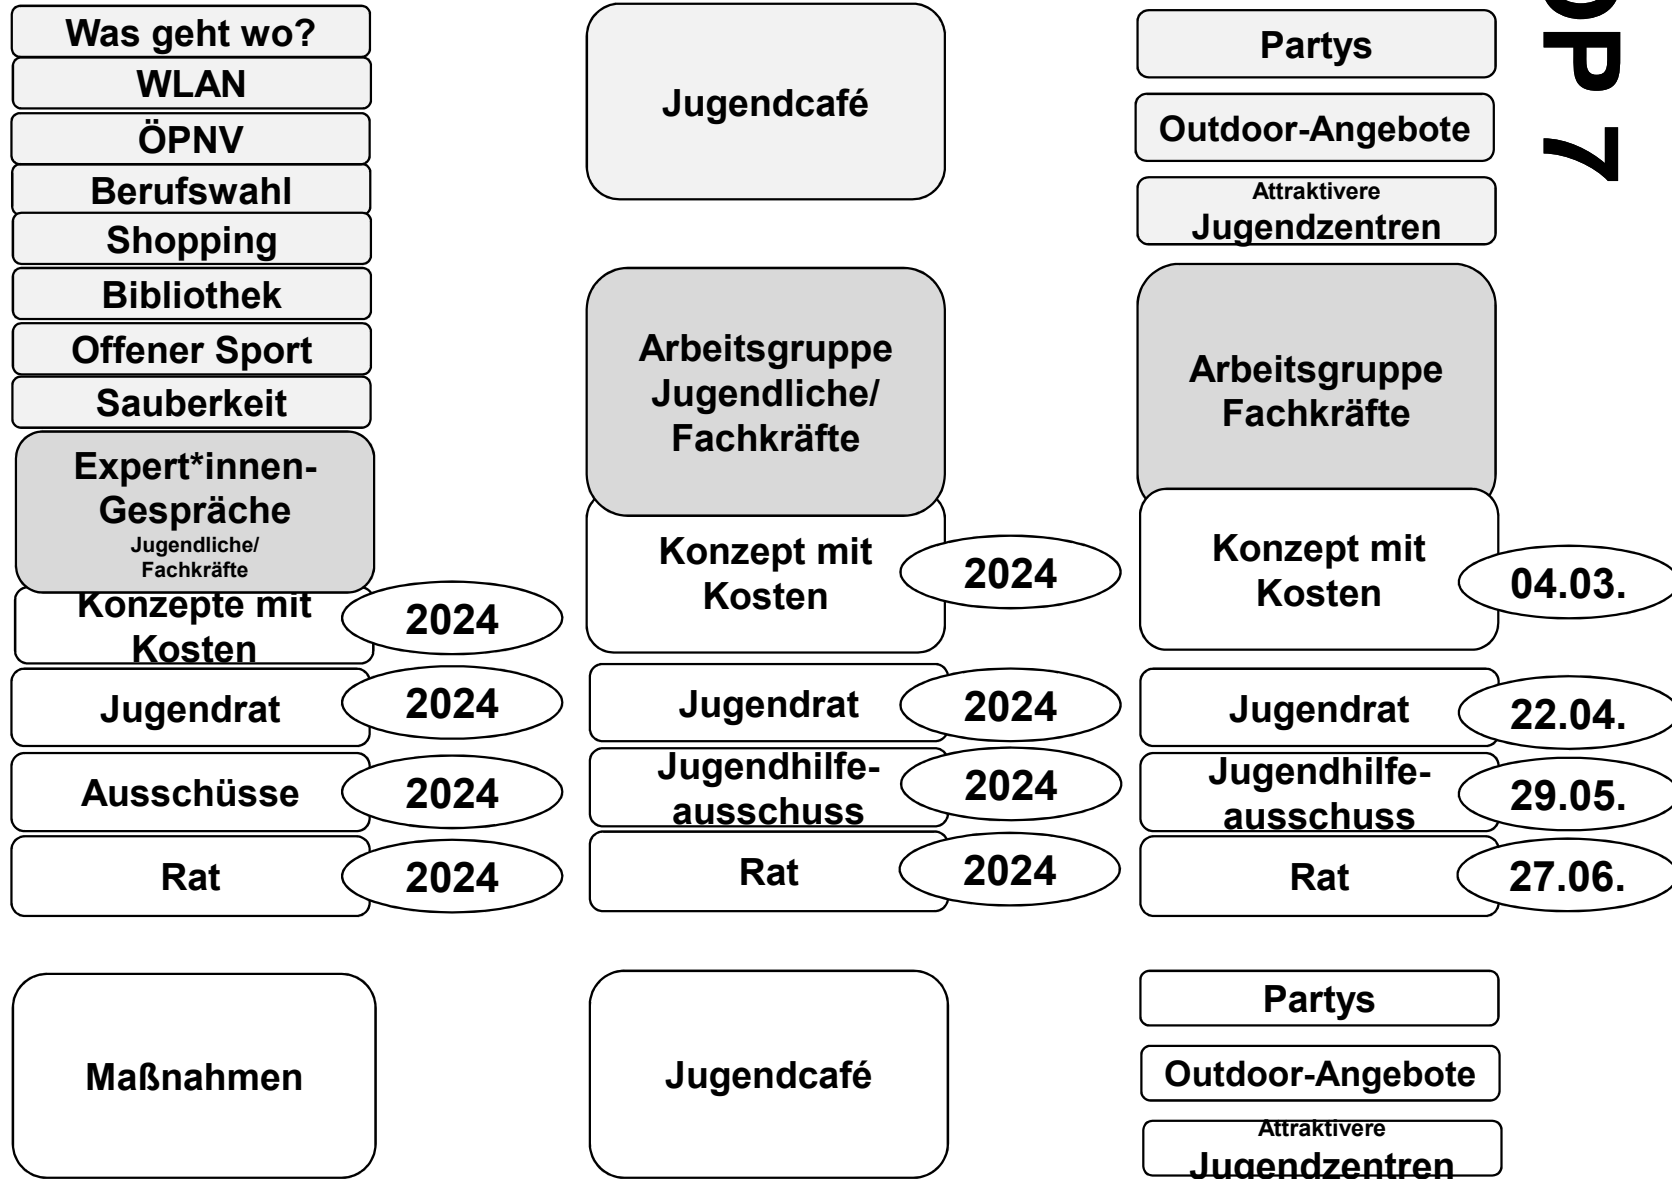 Was geht wo?
WLAN
ÖPNV
Berufswahl
Shopping
Bibliothek
Offener Sport
Sauberkeit
Expert*innen-
Gespräche
Jugendliche/
Fachkräfte
Konzepte mit
Kosten
2024
Jugendrat
2024
Ausschüsse
2024
Rat
2024
Maßnahmen
Jugendcafé
Arbeitsgruppe
Jugendliche/
Fachkräfte
Konzept mit
Kosten
2024
Jugendrat
2024
Jugendhilfe-
ausschuss
2024
Rat
2024
Jugendcafé
Partys
Outdoor-Angebote
Attraktivere
Jugendzentren
Arbeitsgruppe
Fachkräfte
Konzept mit
Kosten
04.03.
Jugendrat
22.04.
Jugendhilfe-
ausschuss
29.05.
Rat
27.06.
Partys
Outdoor-Angebote
Attraktivere
Jugendzentren
OP 7